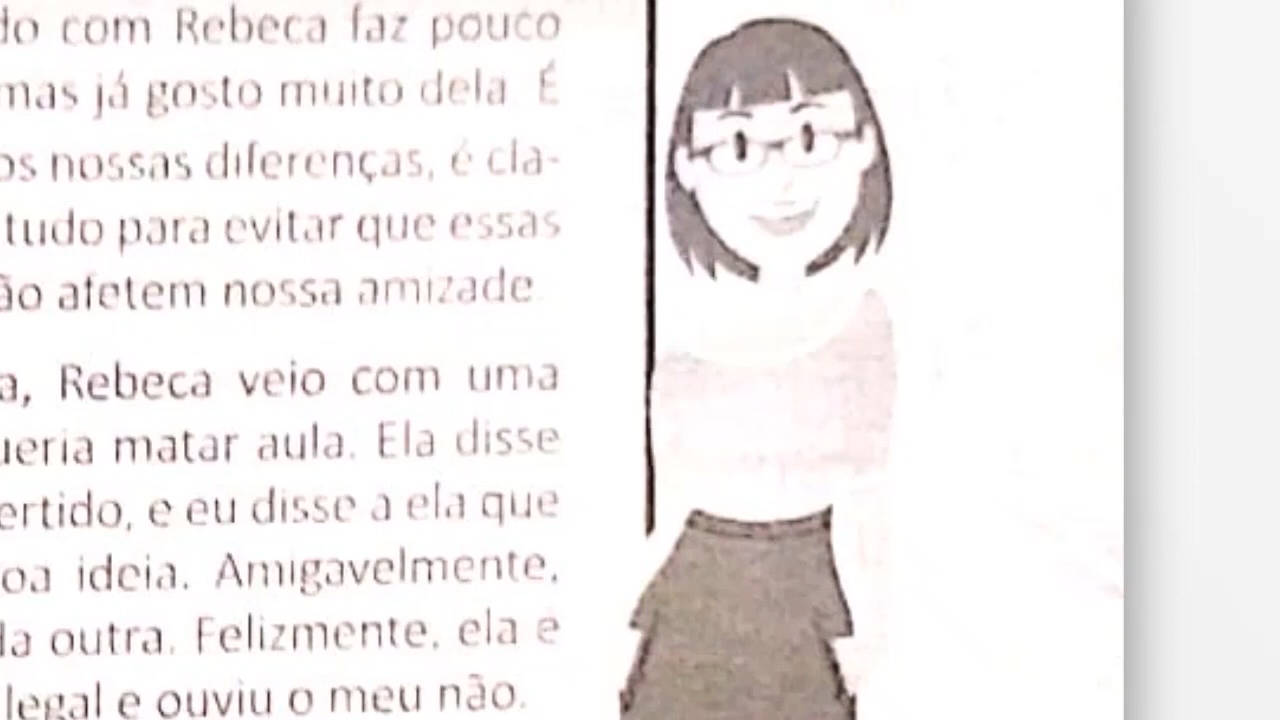 do com Rebeca faz pouco
mas já gosto muito dela É
os nossas diferenças, é cla-
tudo para evitar que essas
ão afetem nossa amizade.
a, Rebeca veio com uma
ueria matar aula. Ela disse
ertido, e eu disse a ela que
oa ideia. Amigavelmente,
la outra. Felizmente, ela e
legal e ouviu o meu não.